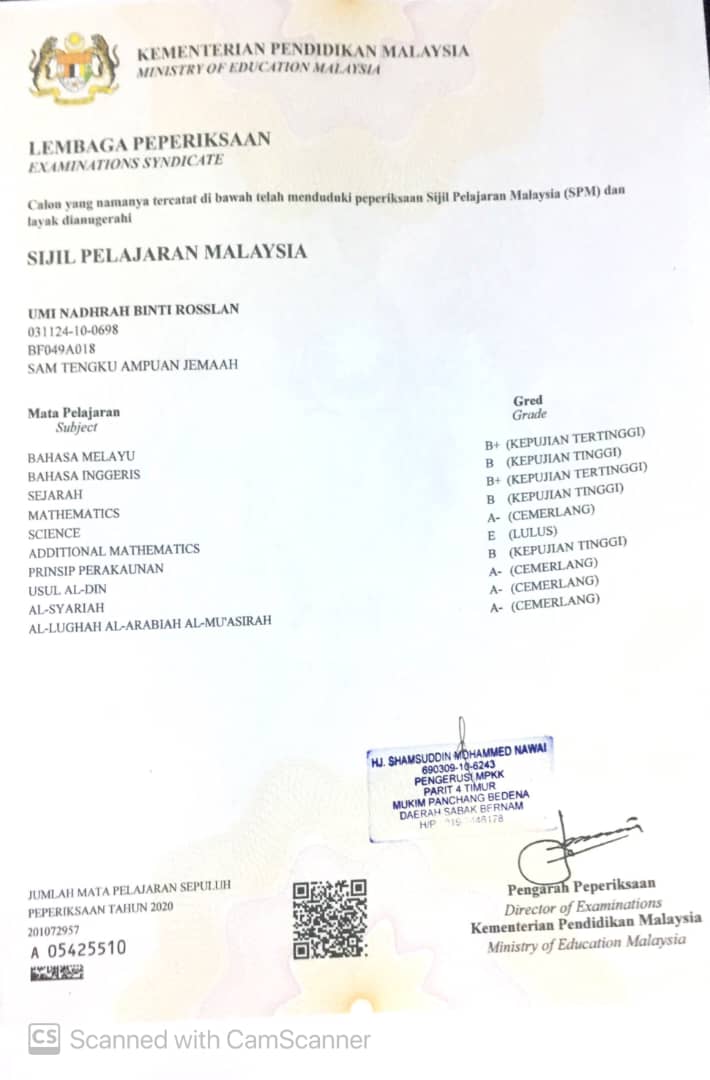 KEMENTERIAN PENDIDIKAN MALAYSIA
MINISTRY OF EDUCATION MALAYSIA
LEMBAGA PEPERIKSAAN
EXAMINATIONS SYNDICATE
Calon yang namanya tercatat di bawah telah menduduki peperiksaan Sijil Pelajaran Malaysia (SPM) dan
layak dianugerahi
SIJIL PELAJARAN MALAYSIA
UMI NADHRAH BINTI ROSSLAN
031124-10-0698
BF049A018
SAM TENGKU AMPUAN JEMAAH
Mata Pelajaran Gred
Subject Grade
BAHASA MELAYU B+ (KEPUJIAN TERTINGGI)
BAHASA INGGERIS B (KEPUJIAN TINGGI)
SEJARAH B+ (KEPUJIAN TERTINGGI)
MATHEMATICS B (KEPUJIAN TINGGI)
SCIENCE A- (CEMERLANG)
ADDITIONAL MATHEMATICS E (LULUS)
PRINSIP PERAKAUNAN B (KEPUJIAN TINGGI)
USUL AL-DIN A- (CEMERLANG)
AL-SYARIAH A- (CEMERLANG)
AL-LUGHAH AL-ARABIAH AL-MU'ASIRAH A- (CEMERLANG)
HJ. SHAMSUDDIN MOHAMMED NAWAI
690309-10-6243
PENGERUSI MPKK
PARIT 4 TIMUR
MUKIM PANCHANG BEDENA
DAERAH SABAK BERNAM
H/P
JUMLAH MATA PELAJARAN SEPULUH
PEPERIKSAAN TAHUN 2020
201072957
A 05425510
Pengarah Peperiksaan
Director of Examinations
Kementerian Pendidikan Malaysia
Ministry of Education Malaysia
CS Scanned with CamScanner